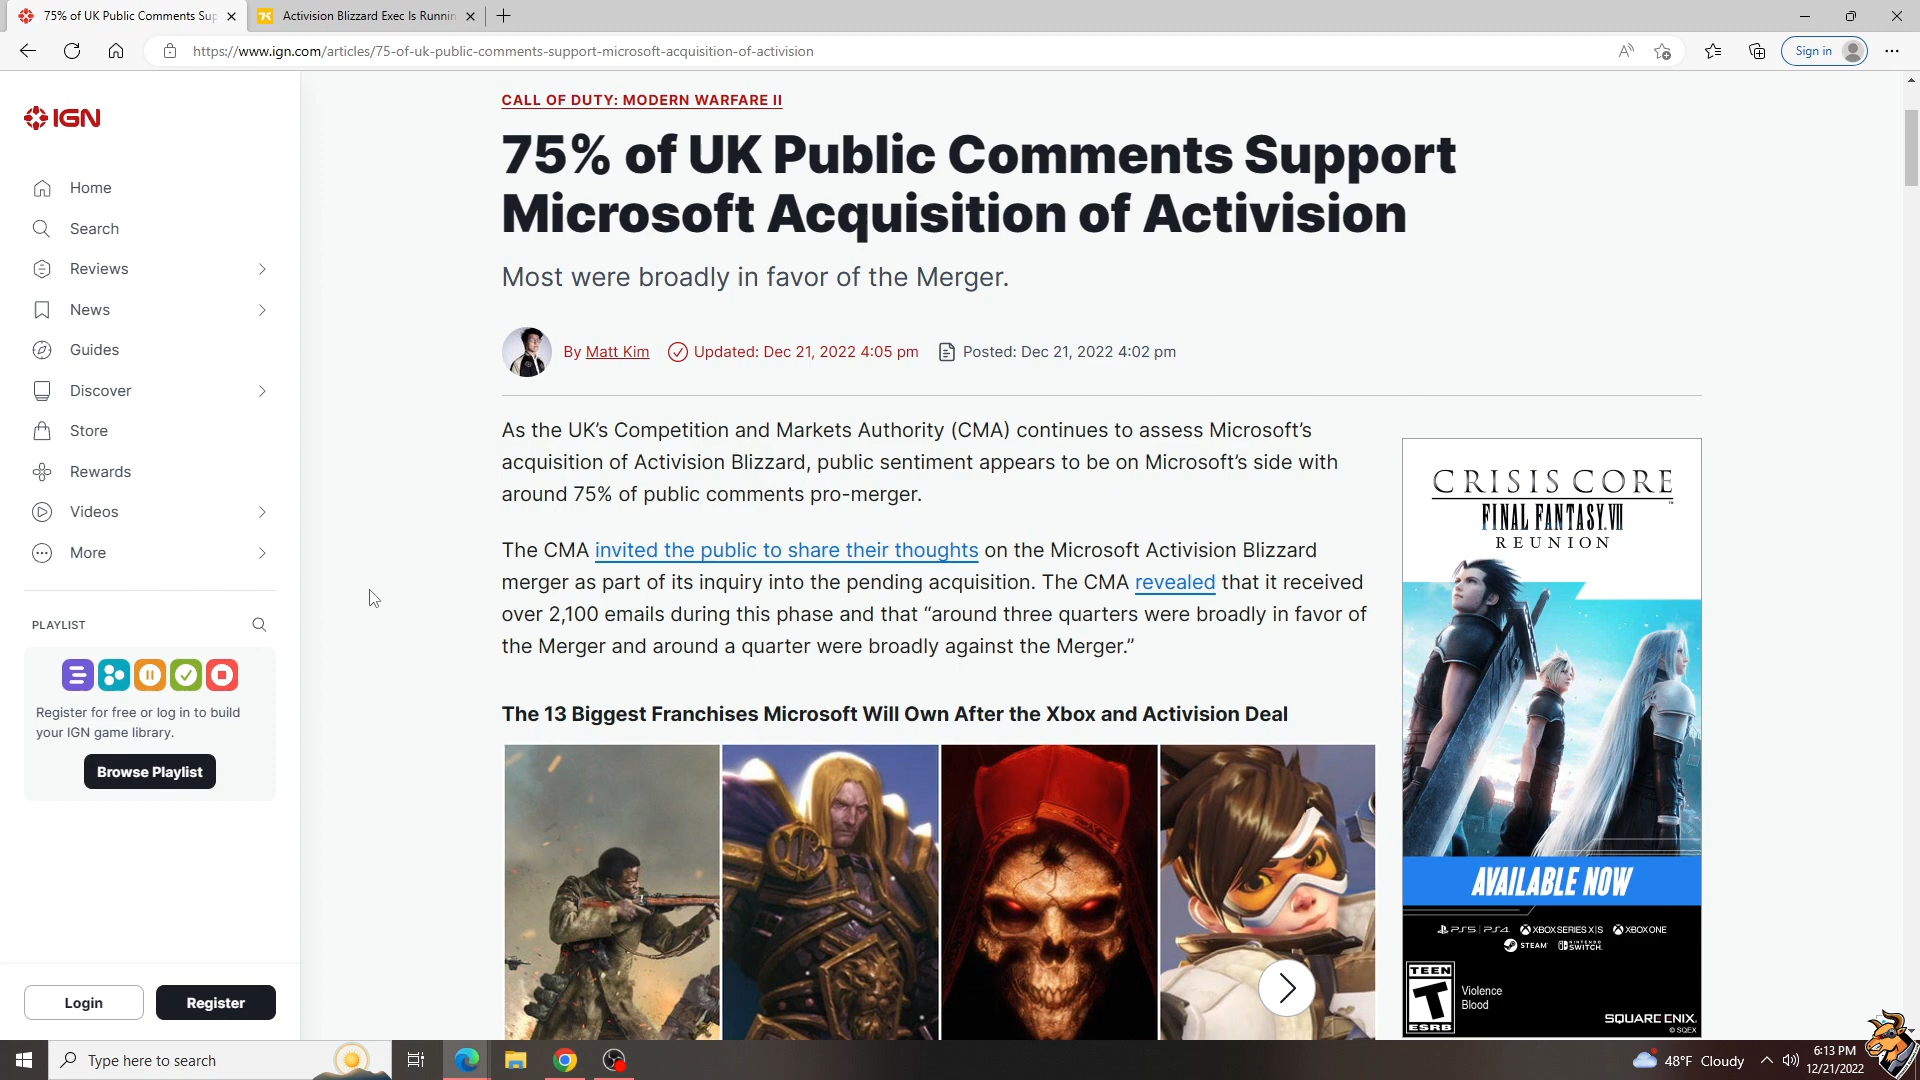 75% of UK Public Comments Sup
Activision Blizzard Exec Is Runnin
https://www.ign.com/articles/75-of-uk-public-comments-support-microsoft-acquisition-of-activision
Sign in
IGN
Home
Search
Reviews
News
Guides
Discover
Store
Rewards
Videos
More
PLAYLIST
Register for free or log in to build
your IGN game library.
Browse Playlist
Login
Register
CALL OF DUTY: MODERN WARFARE II
75% of UK Public Comments Support
Microsoft Acquisition of Activision
Most were broadly in favor of the Merger.
By Matt Kim Updated: Dec 21, 2022 4:05 pm Posted: Dec 21, 2022 4:02 pm
As the UK’s Competition and Markets Authority (CMA) continues to assess Microsoft’s
acquisition of Activision Blizzard, public sentiment appears to be on Microsoft’s side with
around 75% of public comments pro-merger.
The CMA invited the public to share their thoughts on the Microsoft Activision Blizzard
merger as part of its inquiry into the pending acquisition. The CMA revealed that it received
over 2,100 emails during this phase and that “around three quarters were broadly in favor of
the Merger and around a quarter were broadly against the Merger.”
The 13 Biggest Franchises Microsoft Will Own After the Xbox and Activision Deal
CRISIS CORE
FINAL FANTASY VII
REUNION
AVAILABLE NOW
PS5 | PS4 XBOX SERIES X|S XBOX ONE
STEAM NINTENDO SWITCH
TEEN
T
ESRB
Violence
Blood
SQUARE ENIX
© SQEX
Type here to search
48°F Cloudy
6:13 PM
12/21/2022